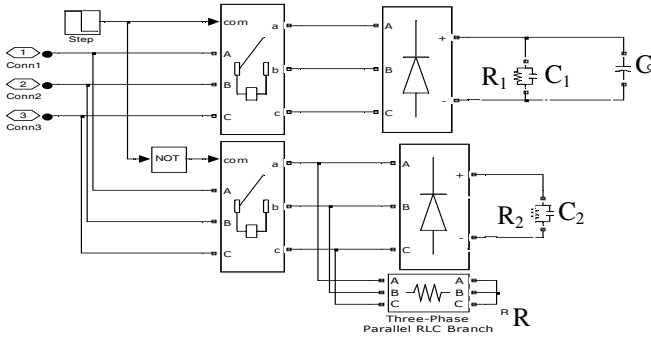 Step
com
A
B
C
a
b
c
A
B
C
+
-
R1
C1
1
Conn1
2
Conn2
3
Conn3
NOT
com
A
B
C
a
b
c
A
B
C
+
-
R2
C2
A
B
C
A
B
C
R
Three-Phase
Parallel RLC Branch